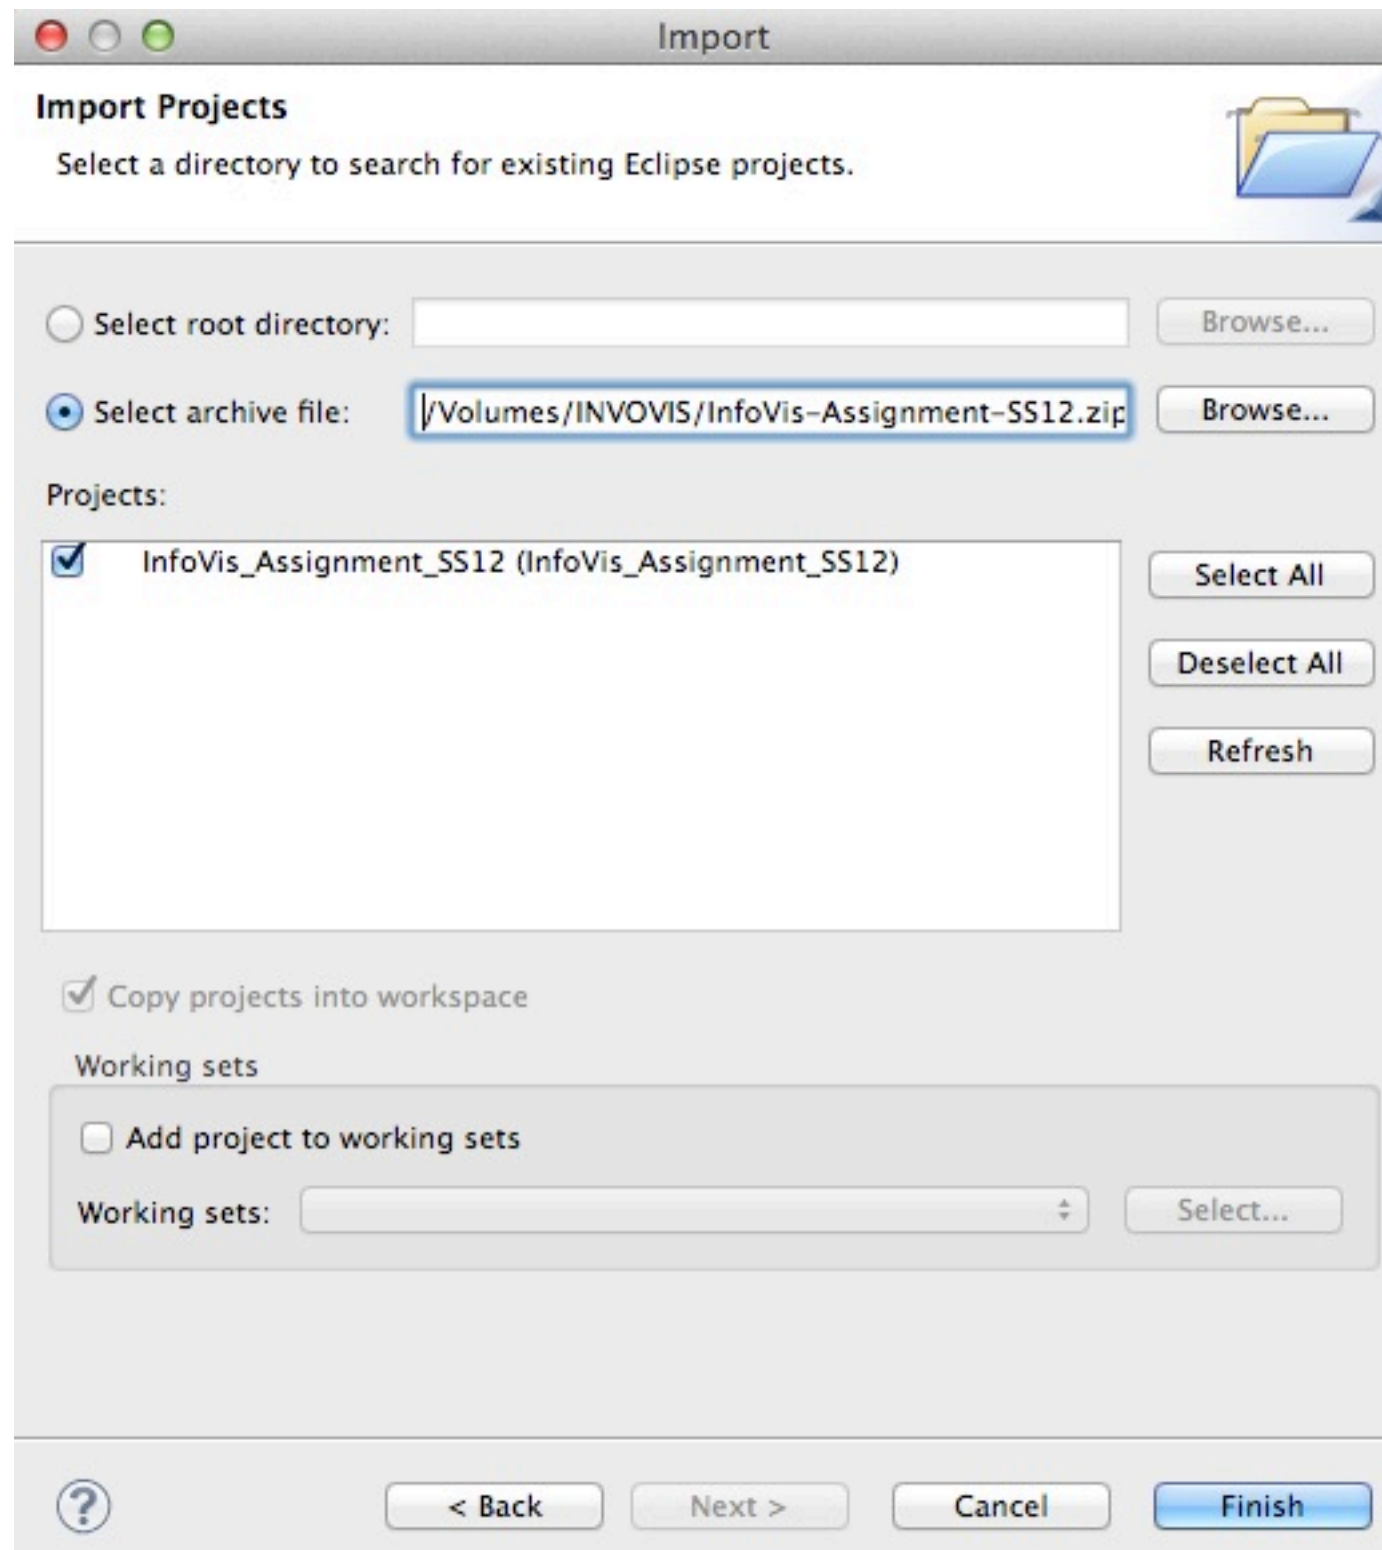 Import
Import Projects
Select a directory to search for existing Eclipse projects.
Select root directory: Browse...
Select archive file: /Volumes/INVOVIS/InfoVis-Assignment-SS12.zip Browse...
Projects:
InfoVis_Assignment_SS12 (InfoVis_Assignment_SS12)
Select All
Deselect All
Refresh
Copy projects into workspace
Working sets
Add project to working sets
Working sets: Select...
? < Back Next > Cancel Finish